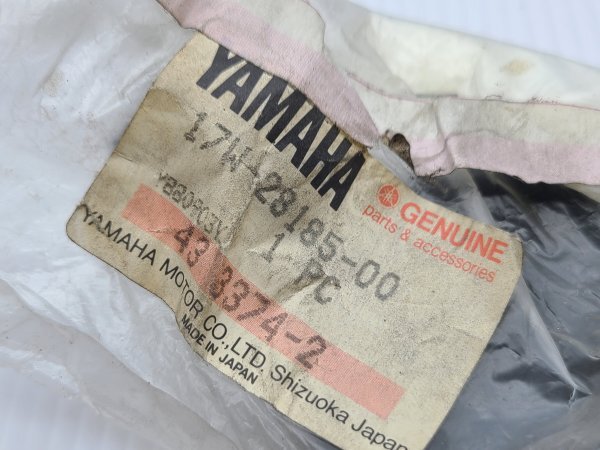 YAMAHA
GENUINE
parts & accessories
17W-28185-00
1 PC
43 3374-2
YAMAHA MOTOR CO., LTD. Shizuoka Japan
MADE IN JAPAN